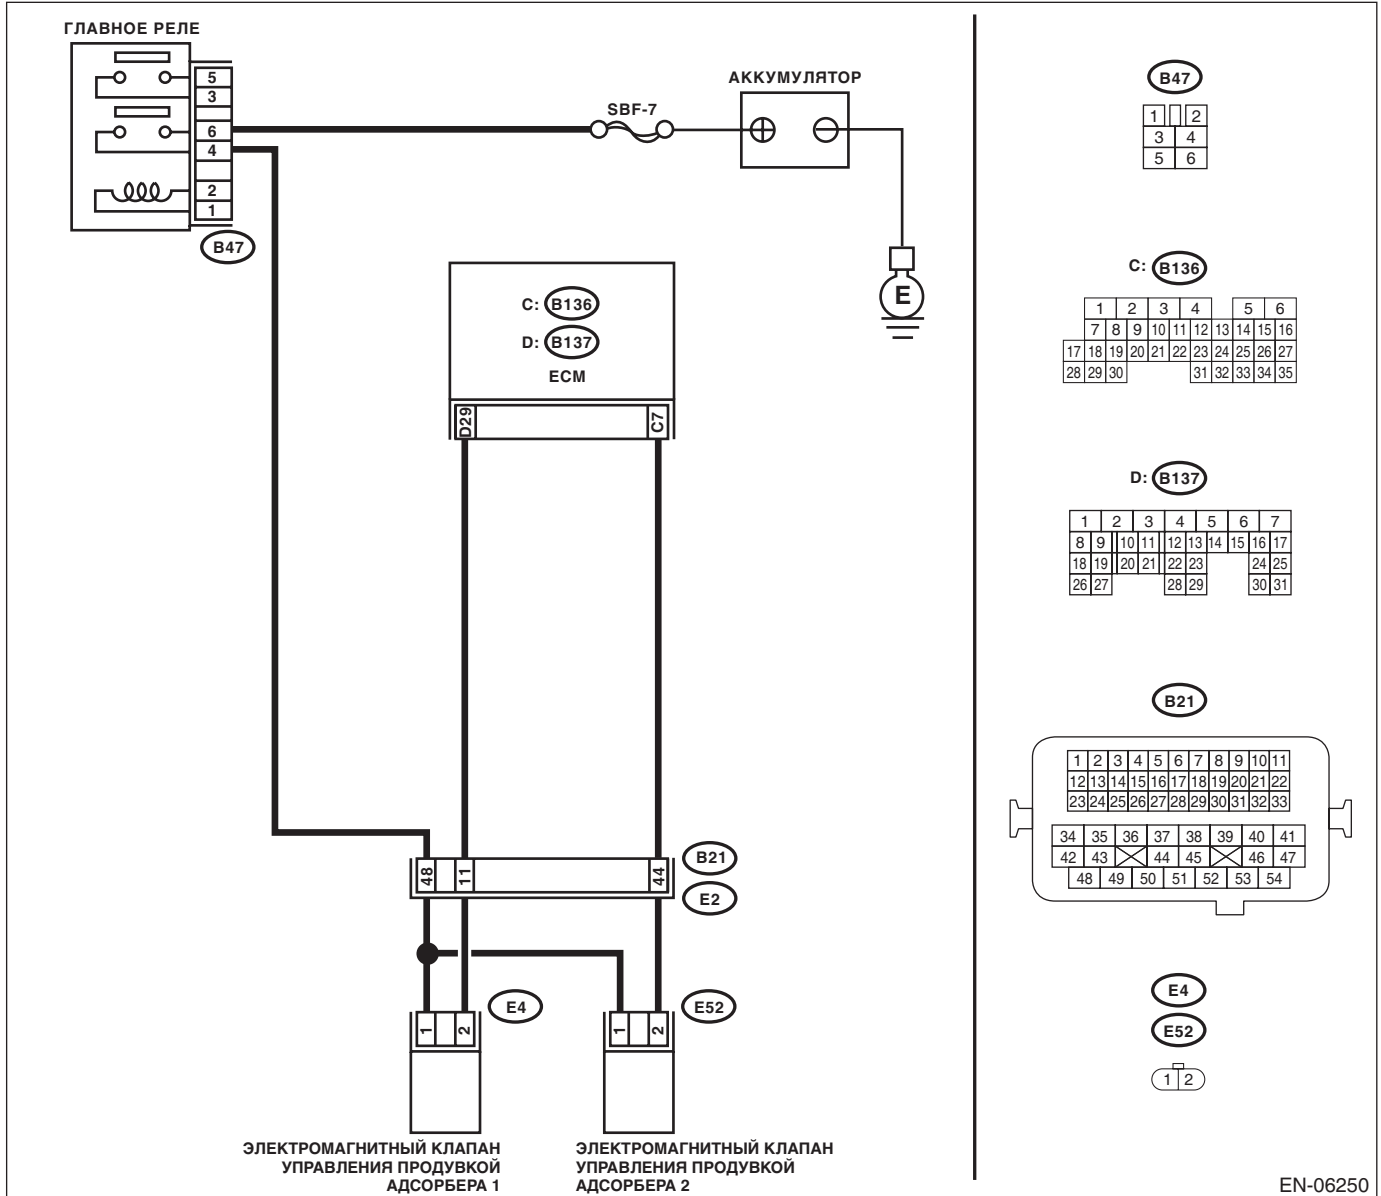 ГЛАВНОЕ РЕЛЕ
5
3
6
4
2
1
B47
SBF-7
АККУМУЛЯТОР
E
C: B136
D: B137
ECM
D29
C7
48
11
44
B21
E2
1
2
E4
1
2
E52
ЭЛЕКТРОМАГНИТНЫЙ КЛАПАН
УПРАВЛЕНИЯ ПРОДУВКОЙ
АДСОРБЕРА 1
ЭЛЕКТРОМАГНИТНЫЙ КЛАПАН
УПРАВЛЕНИЯ ПРОДУВКОЙ
АДСОРБЕРА 2
B47
1 2
3 4
5 6
C: B136
1 2 3 4 5 6
7 8 9 10 11 12 13 14 15 16
17 18 19 20 21 22 23 24 25 26 27
28 29 30 31 32 33 34 35
D: B137
1 2 3 4 5 6 7
8 9 10 11 12 13 14 15 16 17
18 19 20 21 22 23 24 25
26 27 28 29 30 31
B21
1 2 3 4 5 6 7 8 9 10 11
12 13 14 15 16 17 18 19 20 21 22
23 24 25 26 27 28 29 30 31 32 33
34 35 36 37 38 39 40 41
42 43 44 45 46 47
48 49 50 51 52 53 54
E4
E52
1 2
EN-06250